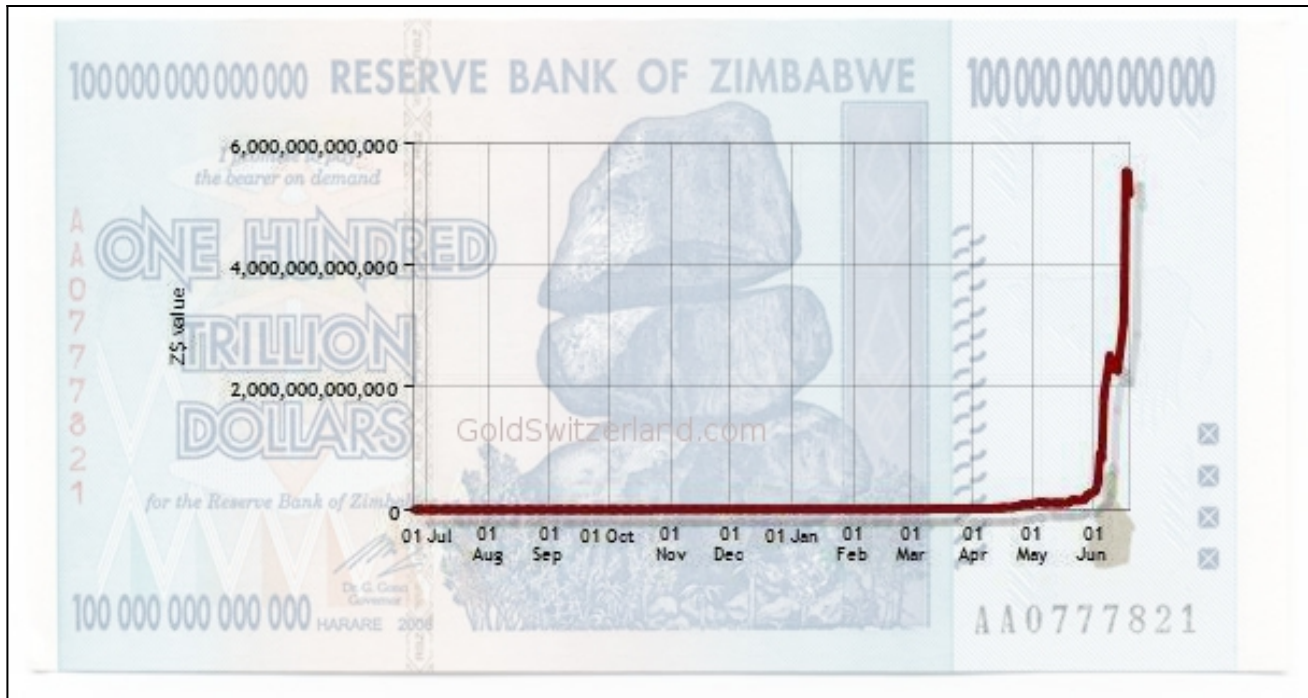 100 000 000 000 000 RESERVE BANK OF ZIMBABWE 100 000 000 000 000
6,000,000,000,000
I promise to pay
the bearer on demand
ONE HUNDRED
4,000,000,000,000
Z$ value
TRILLION
2,000,000,000,000
DOLLARS
GoldSwitzerland.com
for the Reserve Bank of
0
01 Jul 01 Aug 01 Sep 01 Oct 01 Nov 01 Dec 01 Jan 01 Feb 01 Mar 01 Apr 01 May 01 Jun
Dr. G. Gono
Governor
100 000 000 000 000 HARARE 2008
AA0777821
AA0777821